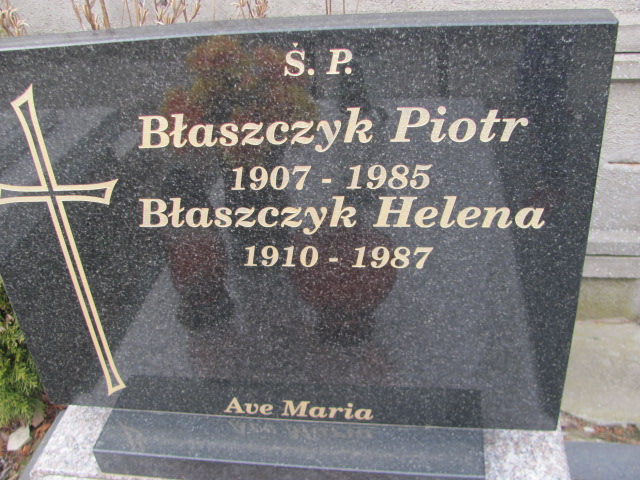 Ś. P.
Błaszczyk Piotr
1907 - 1985
Błaszczyk Helena
1910 - 1987
Ave Maria